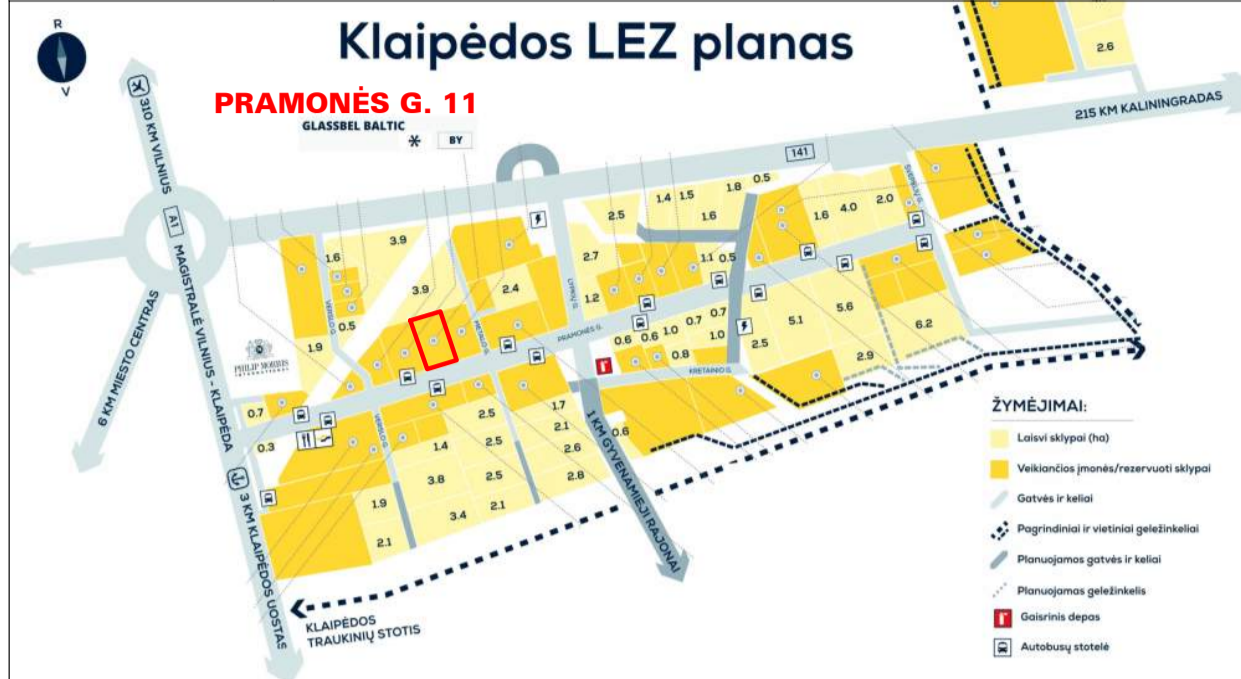 R
V
Klaipėdos LEZ planas
PRAMONĖS G. 11
GLASSBEL BALTIC
BY
310 KM VILNIUS
A1
MAGISTRALĖ VILNIUS - KLAIPĖDA
3 KM KLAIPĖDOS UOSTAS
6 KM MIESTO CENTRAS
215 KM KALININGRADAS
141
2.6
PHILIP MORRIS
INTERNATIONAL
1.6
3.9
0.5
1.9
3.9
2.4
0.7
0.3
VERSLO G.
METALO G.
PRAMONĖS G.
VERSLO G.
2.5
1.4
1.5
1.8
0.5
1.6
2.7
1.2
1.1
0.5
1.6
4.0
2.0
0.6
0.6
1.0
0.7
0.7
1.0
0.8
2.5
5.1
5.6
6.2
2.9
KRETAINIO G.
0.6
2.5
1.7
2.1
1.4
2.5
2.6
3.8
2.5
2.8
1.9
3.4
2.1
2.1
1 KM GYVENAMIEJI RAJONAI
KLAIPĖDOS
TRAUKINIŲ STOTIS
ŽYMĖJIMAI:
Laisvi sklypai (ha)
Veikiančios įmonės/rezervuoti sklypai
Gatvės ir keliai
Pagrindiniai ir vietiniai geležinkeliai
Planuojamos gatvės ir keliai
Planuojamas geležinkelis
Gaisrinis depas
Autobusų stotelė